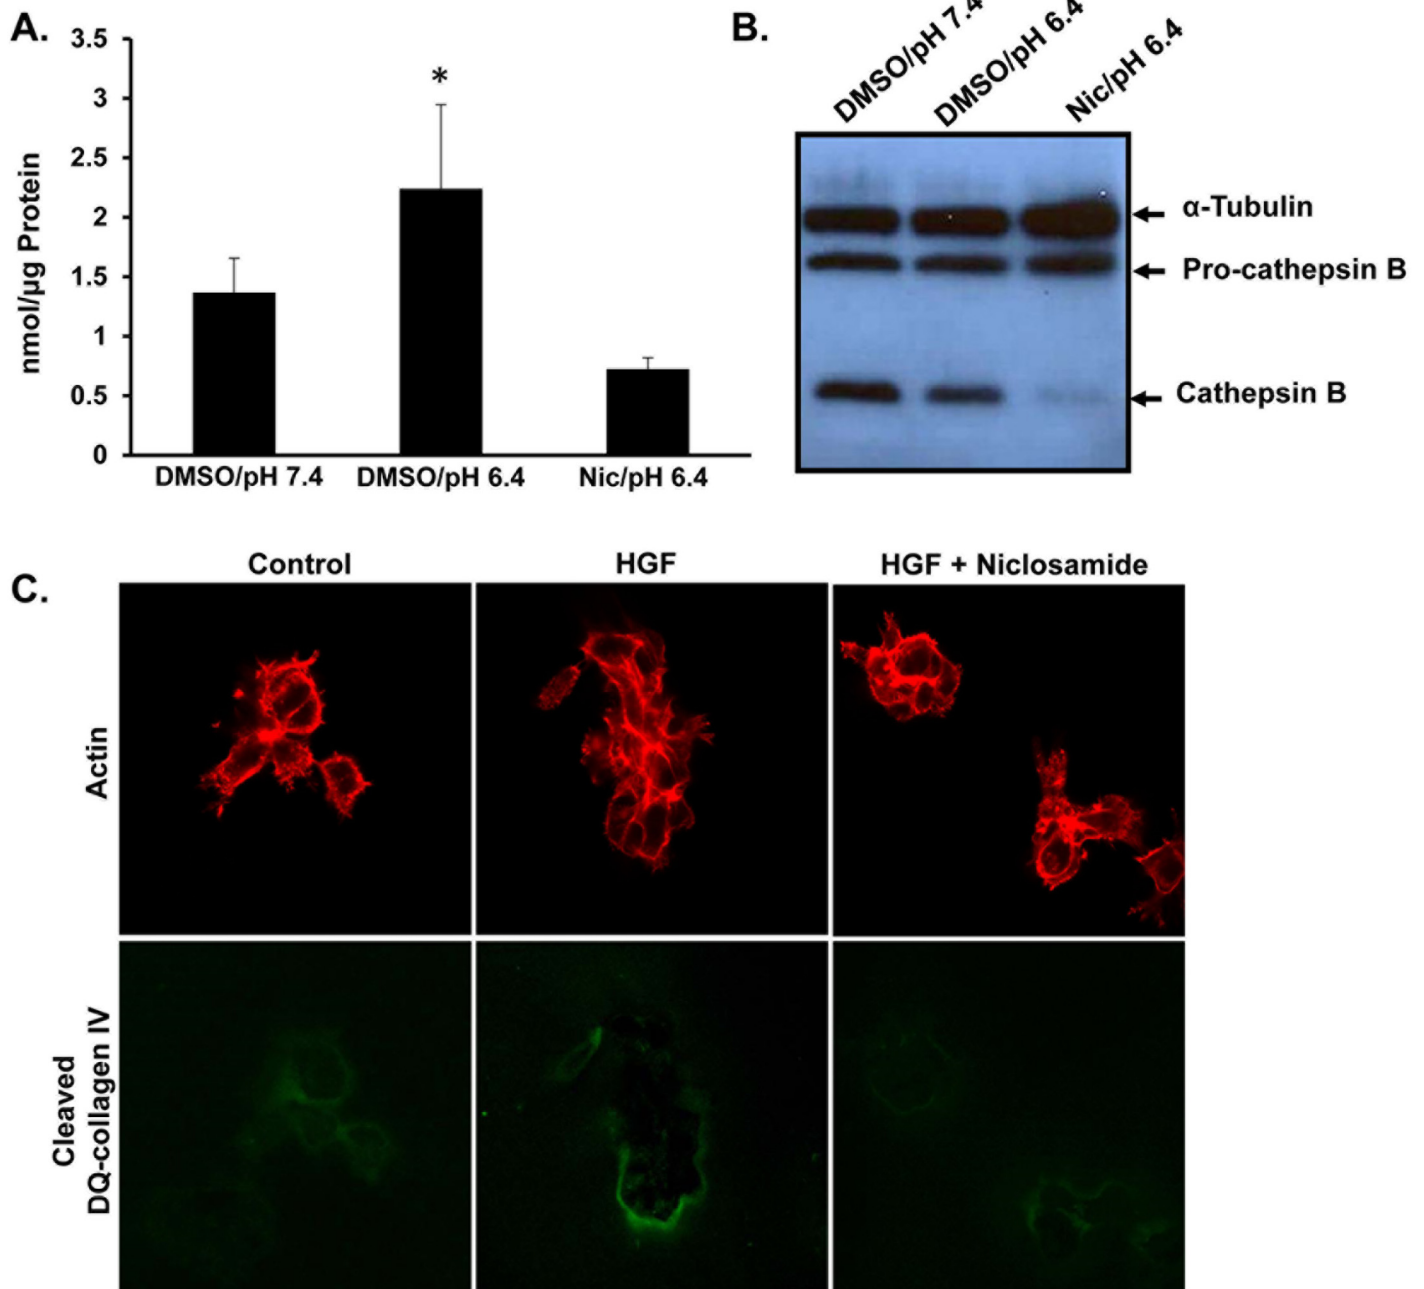 A.
3.5
3
2.5
2
1.5
1
0.5
0
nmol/µg Protein
*
DMSO/pH 7.4
DMSO/pH 6.4
Nic/pH 6.4
B.
DMSO/pH 7.4
DMSO/pH 6.4
Nic/pH 6.4
α-Tubulin
Pro-cathepsin B
Cathepsin B
C.
Control
HGF
HGF + Niclosamide
Actin
Cleaved
DQ-collagen IV